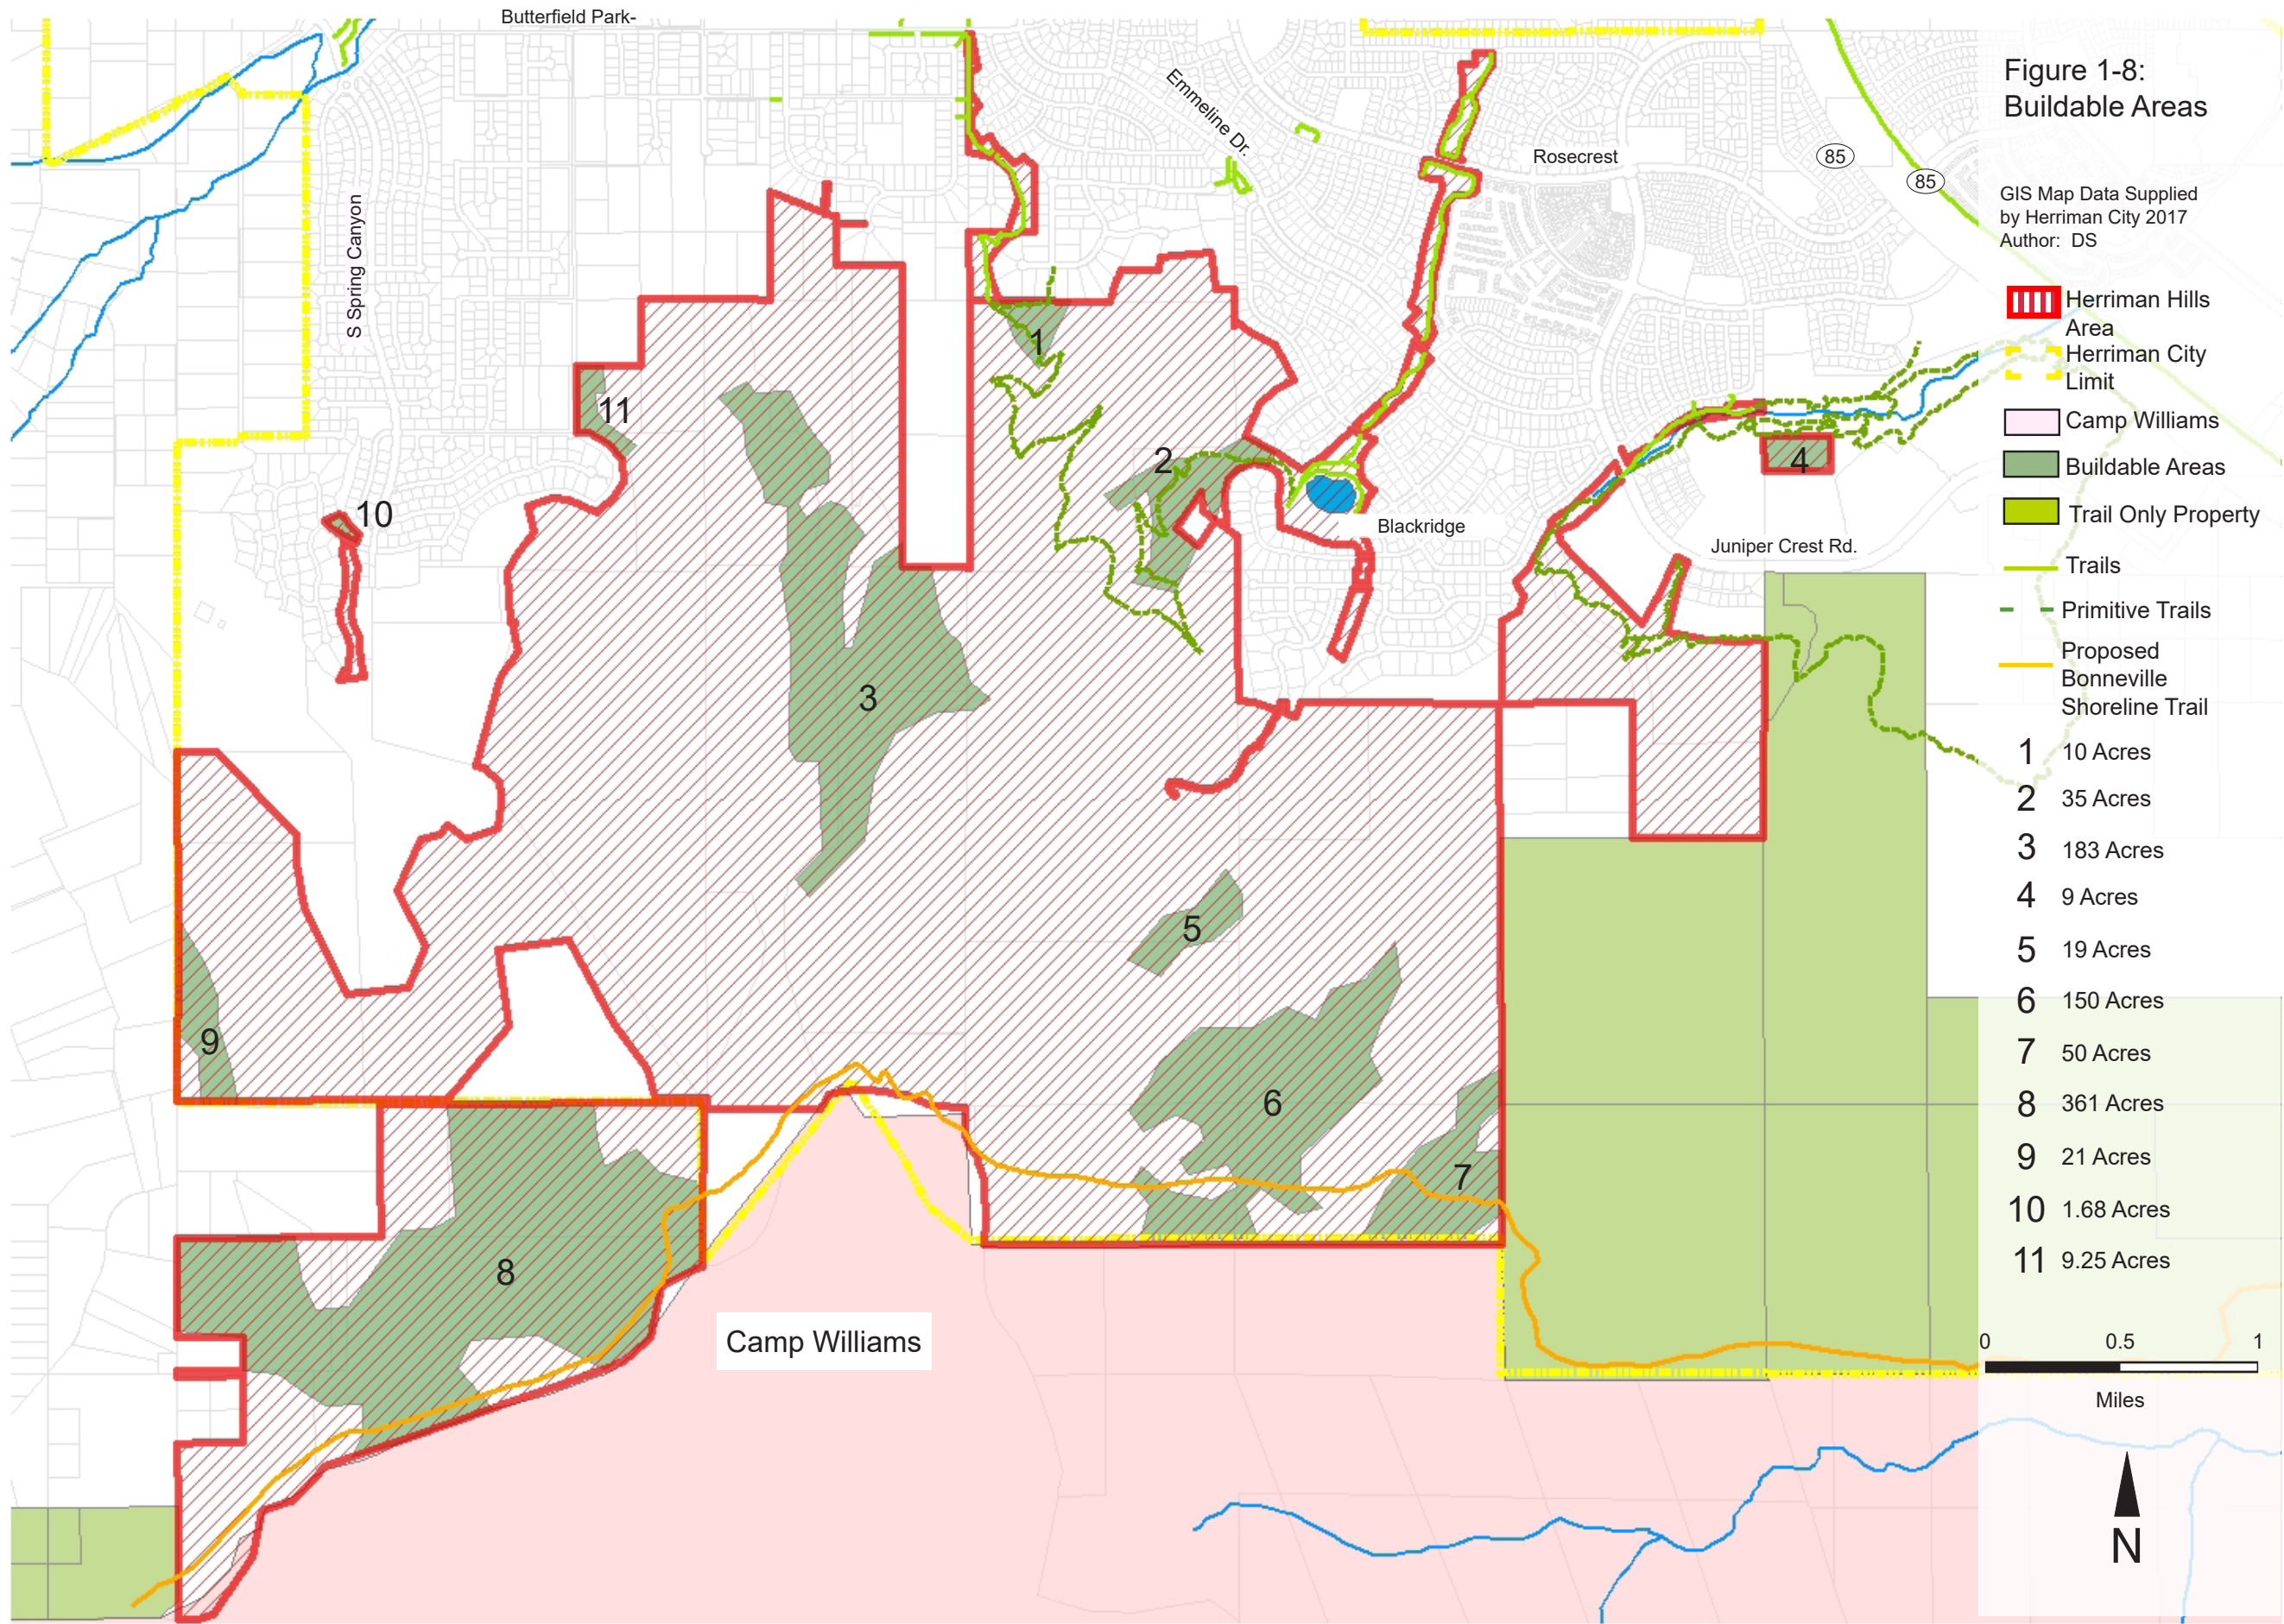 Butterfield Park-
Emmeline Dr.
Rosecrest
85
85
S Spring Canyon
Blackridge
Juniper Crest Rd.
1
2
3
4
5
6
7
8
9
10
11
Camp Williams
Figure 1-8:
Buildable Areas
GIS Map Data Supplied
by Herriman City 2017
Author: DS
Herriman Hills
Area
Herriman City
Limit
Camp Williams
Buildable Areas
Trail Only Property
Trails
Primitive Trails
Proposed
Bonneville
Shoreline Trail
1 10 Acres
2 35 Acres
3 183 Acres
4 9 Acres
5 19 Acres
6 150 Acres
7 50 Acres
8 361 Acres
9 21 Acres
10 1.68 Acres
11 9.25 Acres
0 0.5 1
Miles
N